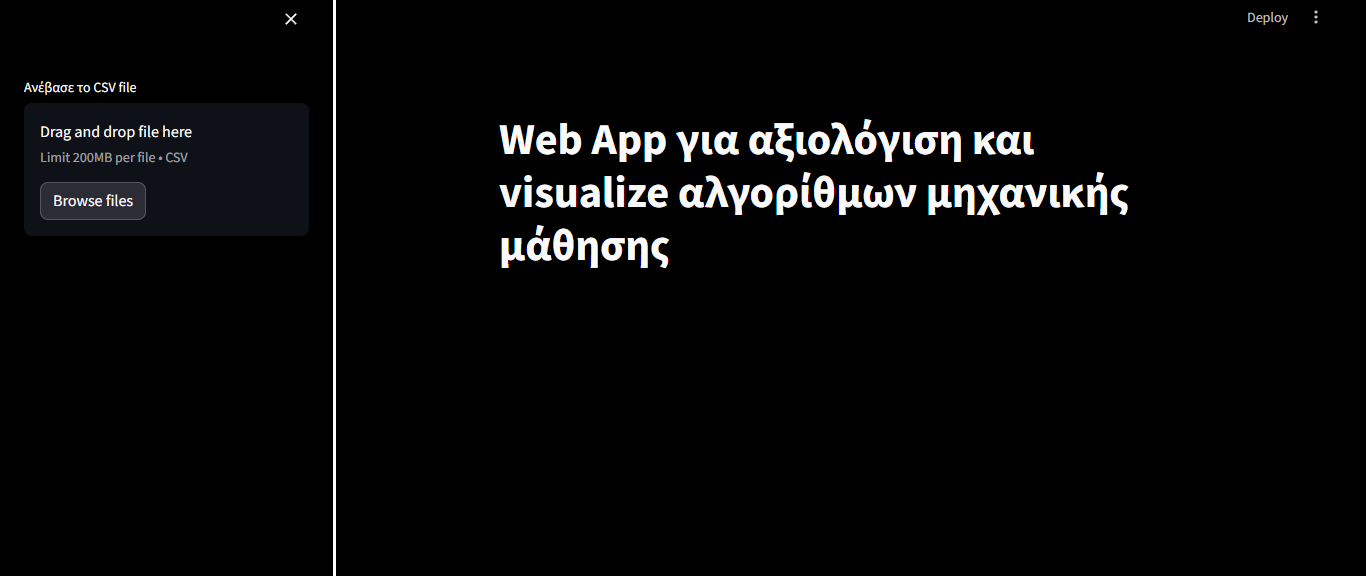 Deploy
Ανέβασε το CSV file
Drag and drop file here
Limit 200MB per file • CSV
Browse files
Web App για αξιολόγιση και
visualize αλγορίθμων μηχανικής
μάθησης